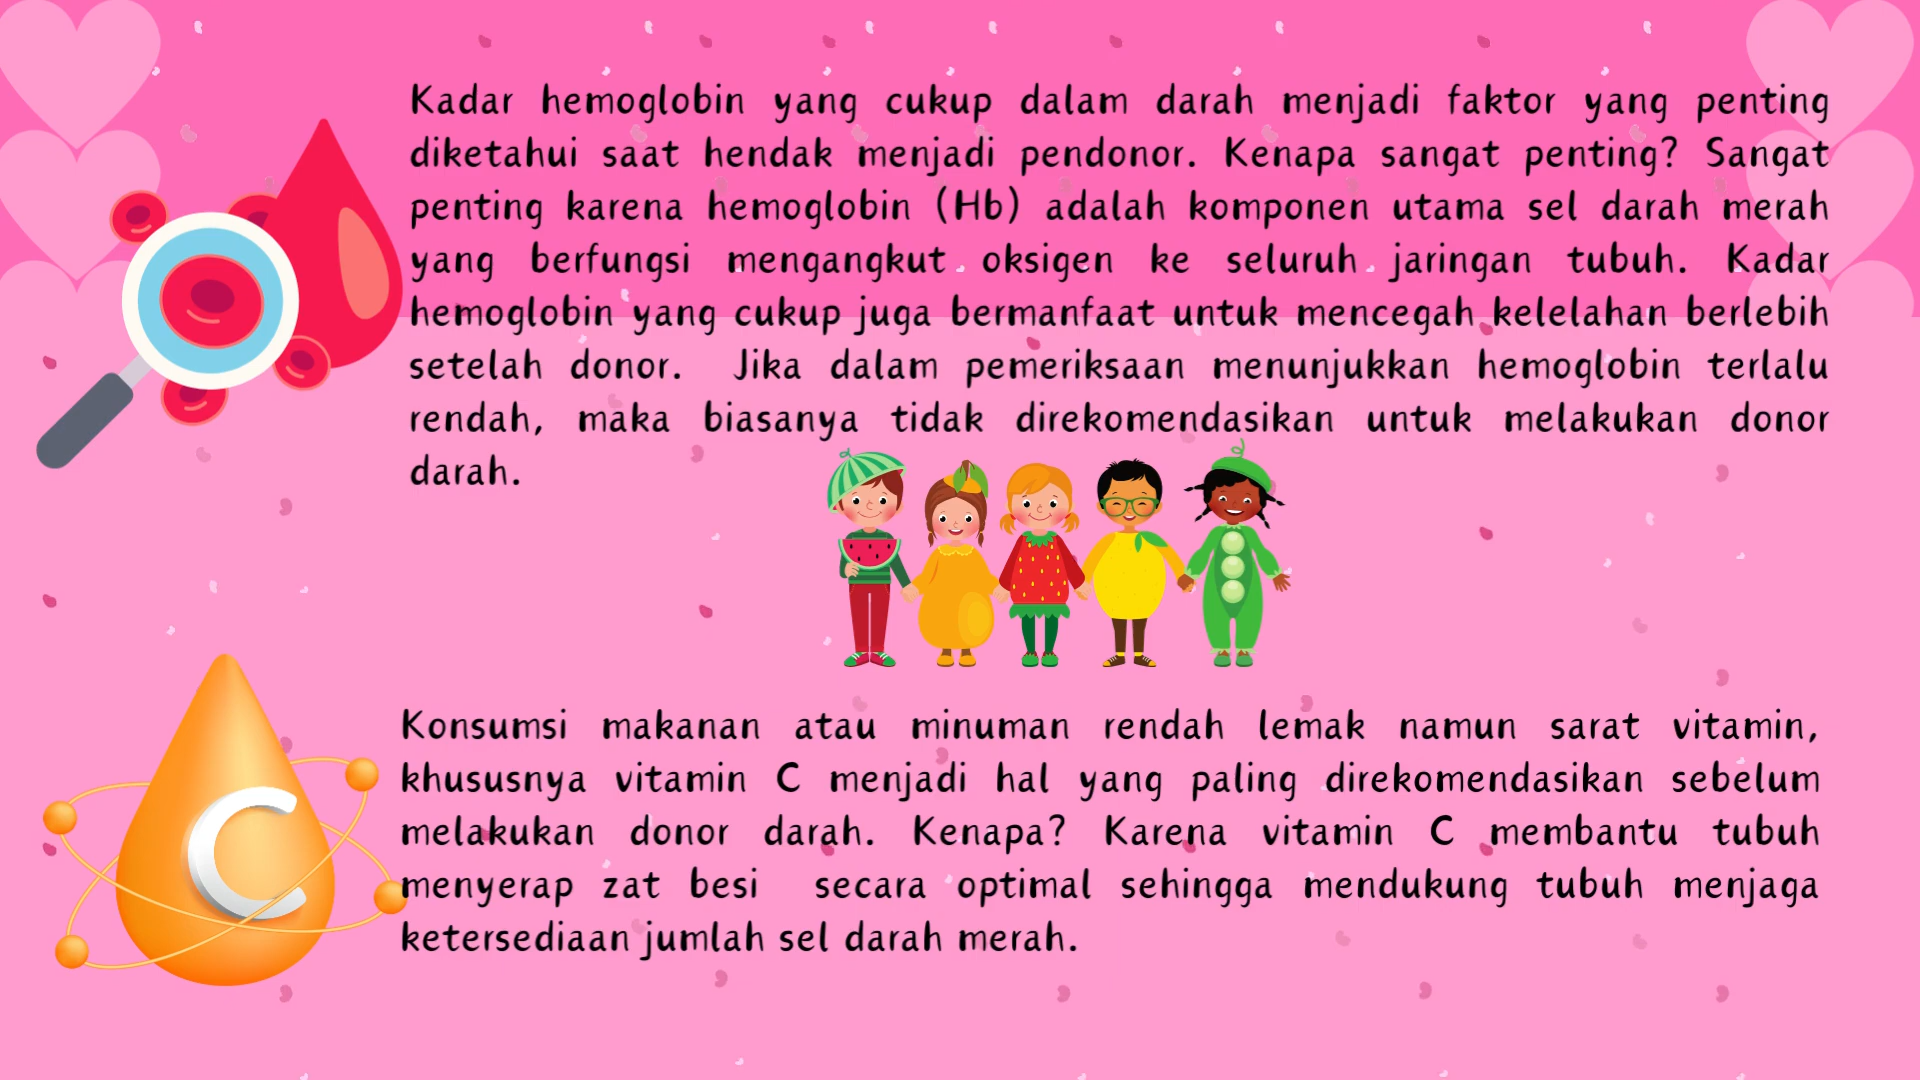 Kadar hemoglobin yang cukup dalam darah menjadi faktor yang penting
diketahui saat hendak menjadi pendonor. Kenapa sangat penting? Sangat
penting karena hemoglobin (Hb) adalah komponen utama sel darah merah
yang berfungsi mengangkut oksigen ke seluruh jaringan tubuh. Kadar
hemoglobin yang cukup juga bermanfaat untuk mencegah kelelahan berlebih
setelah donor. Jika dalam pemeriksaan menunjukkan hemoglobin terlalu
rendah, maka biasanya tidak direkomendasikan untuk melakukan donor
darah.
Konsumsi makanan atau minuman rendah lemak namun sarat vitamin,
khususnya vitamin C menjadi hal yang paling direkomendasikan sebelum
melakukan donor darah. Kenapa? Karena vitamin C membantu tubuh
menyerap zat besi secara optimal sehingga mendukung tubuh menjaga
ketersediaan jumlah sel darah merah.
C